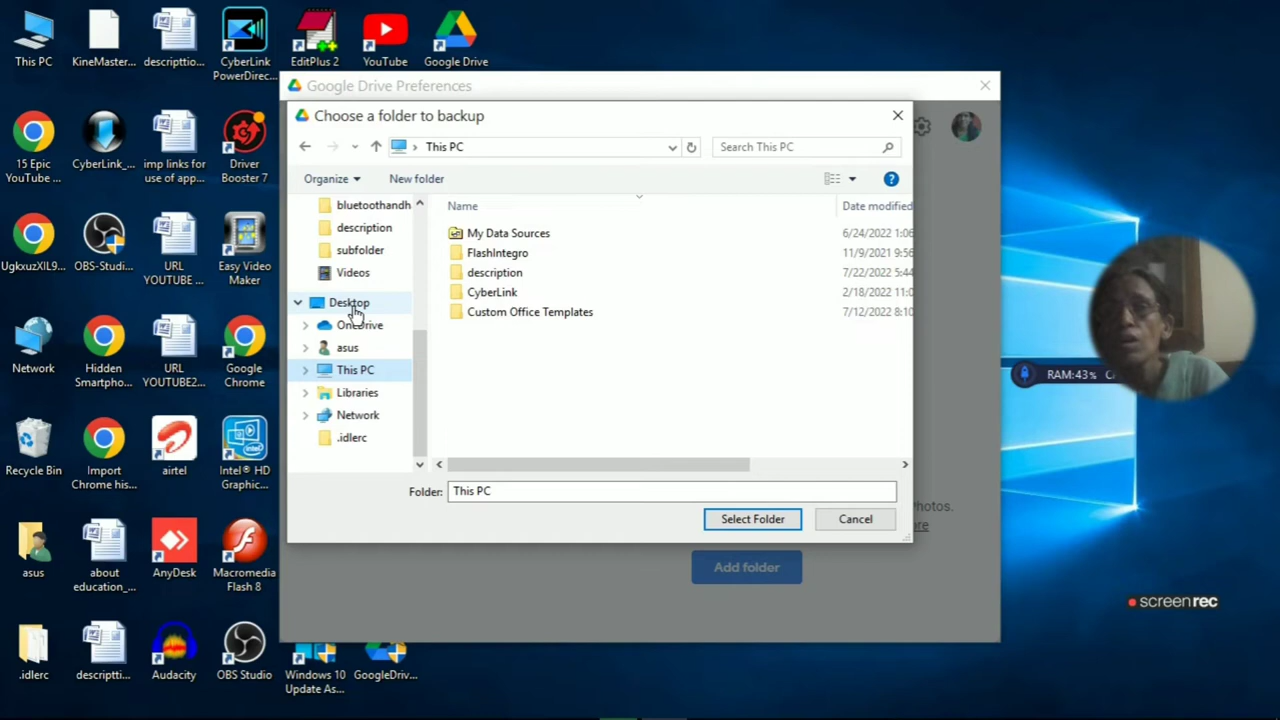 This PC
KineMaster...
descripttio...
CyberLink
PowerDirec...
EditPlus 2
YouTube
Google Drive
Google Drive Preferences
Choose a folder to backup
This PC
Search This PC
Organize
New folder
bluetoothandh
description
subfolder
Videos
Desktop
OneDrive
asus
This PC
Libraries
Network
.idlerc
Name
Date modified
My Data Sources
6/24/2022 1:06
FlashIntegro
11/9/2021 9:56
description
7/22/2022 5:44
CyberLink
2/18/2022 11:0
Custom Office Templates
7/12/2022 8:10
Folder:
This PC
Select Folder
Cancel
Photos.
ore
Add folder
15 Epic
YouTube ...
CyberLink_...
imp links for
use of app...
Driver
Booster 7
UgkxuzXIL9...
OBS-Studi...
URL
YOUTUBE ...
Easy Video
Maker
Network
Hidden
Smartpho...
URL
YOUTUBE2...
Google
Chrome
Recycle Bin
Import
Chrome his...
airtel
Intel® HD
Graphic...
asus
about
education_...
AnyDesk
Macromedia
Flash 8
.idlerc
descriptti...
Audacity
OBS Studio
Windows 10
Update As...
GoogleDriv...
RAM:43%
screenrec